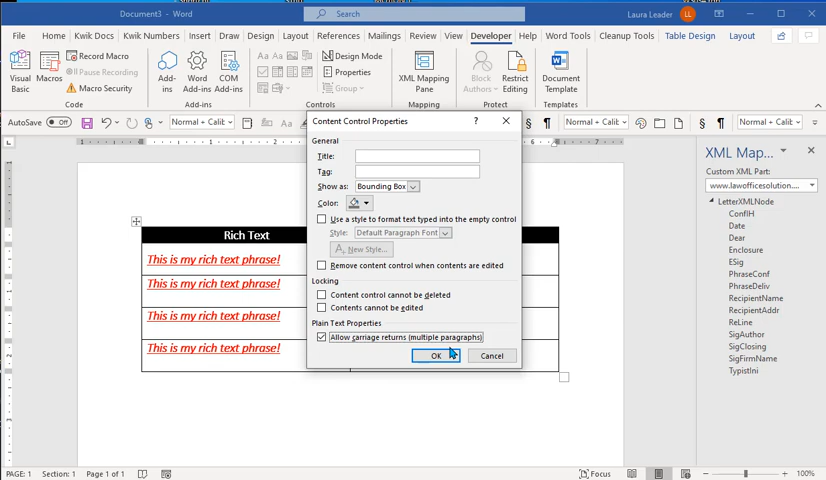 Document3 - Word
Search
Laura Leader
LL
File Home Kwik Docs Kwik Numbers Insert Draw Design Layout References Mailings Review View Developer Help Word Tools Cleanup Tools Table Design Layout
Visual Basic
Macros
Record Macro
Pause Recording
Macro Security
Code
Add-ins
Word Add-ins
COM Add-ins
Add-ins
Aa Aa
Design Mode
Properties
Group
Controls
XML Mapping Pane
Mapping
Block Authors
Restrict Editing
Protect
Document Template
Templates
AutoSave Off
Normal + Calib
Normal + Calib
Normal + Calib
Content Control Properties
General
Title:
Tag:
Show as: Bounding Box
Color:
Use a style to format text typed into the empty control
Style: Default Paragraph Font
New Style...
Remove content control when contents are edited
Locking
Content control cannot be deleted
Contents cannot be edited
Plain Text Properties
Allow carriage returns (multiple paragraphs)
OK Cancel
Rich Text
This is my rich text phrase!
This is my rich text phrase!
This is my rich text phrase!
This is my rich text phrase!
XML Map...
Custom XML Part:
www.lawofficesolution.com
LetterXMLNode
ConfIH
Date
Dear
Enclosure
ESig
PhraseConf
PhraseDeliv
RecipientName
RecipientAddr
ReLine
SigAuthor
SigClosing
SigFirmName
TypistIni
PAGE: 1 Section: 1 Page 1 of 1
Focus
100%